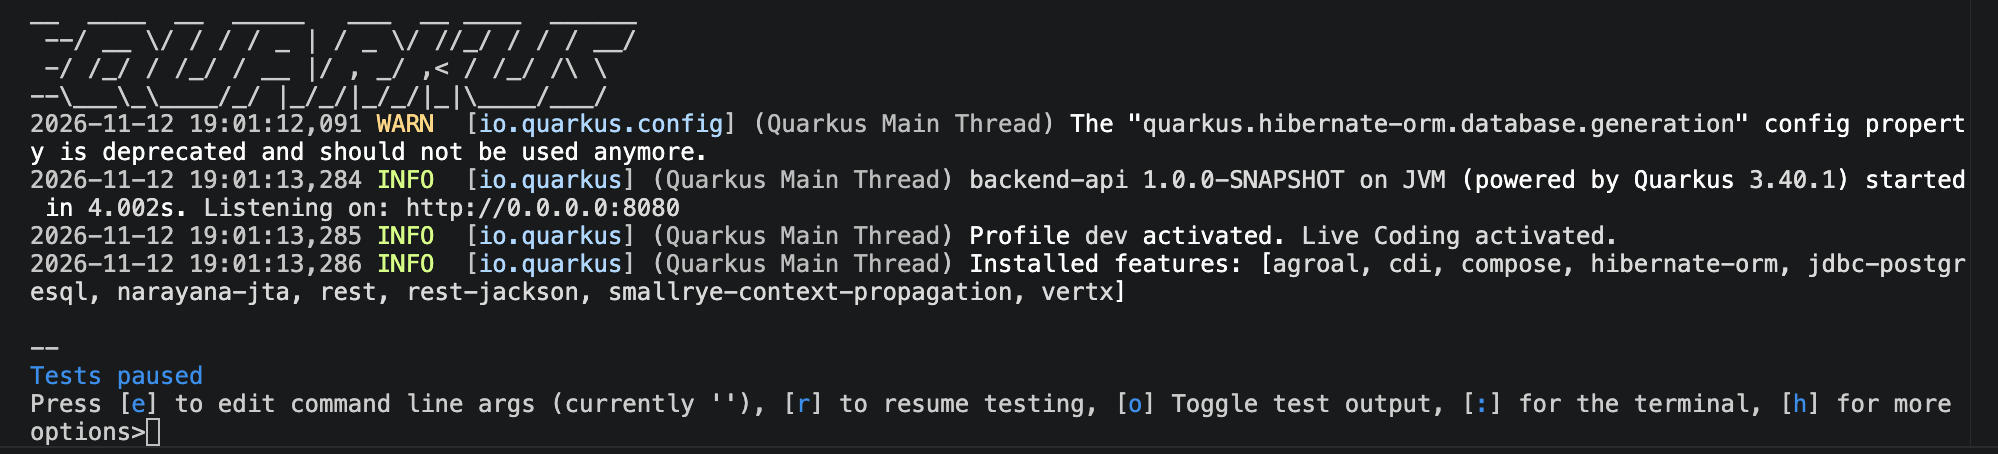 __  ____  __  _____   ___  __ ____  ______
 --/ __ \/ / / / _ | / _ \/ //_/ / / / __/
 -/ /_/ / /_/ / __ |/ , _/ ,< / /_/ /\ \
--\___\_\____/_/ |_/_/|_/_/|_|\____/___/
2026-11-12 19:01:12,091 WARN  [io.quarkus.config] (Quarkus Main Thread) The "quarkus.hibernate-orm.database.generation" config propert
y is deprecated and should not be used anymore.
2026-11-12 19:01:13,284 INFO  [io.quarkus] (Quarkus Main Thread) backend-api 1.0.0-SNAPSHOT on JVM (powered by Quarkus 3.40.1) started
 in 4.002s. Listening on: http://0.0.0.0:8080
2026-11-12 19:01:13,285 INFO  [io.quarkus] (Quarkus Main Thread) Profile dev activated. Live Coding activated.
2026-11-12 19:01:13,286 INFO  [io.quarkus] (Quarkus Main Thread) Installed features: [agroal, cdi, compose, hibernate-orm, jdbc-postgr
esql, narayana-jta, rest, rest-jackson, smallrye-context-propagation, vertx]

--
Tests paused
Press [e] to edit command line args (currently ''), [r] to resume testing, [o] Toggle test output, [:] for the terminal, [h] for more
options>